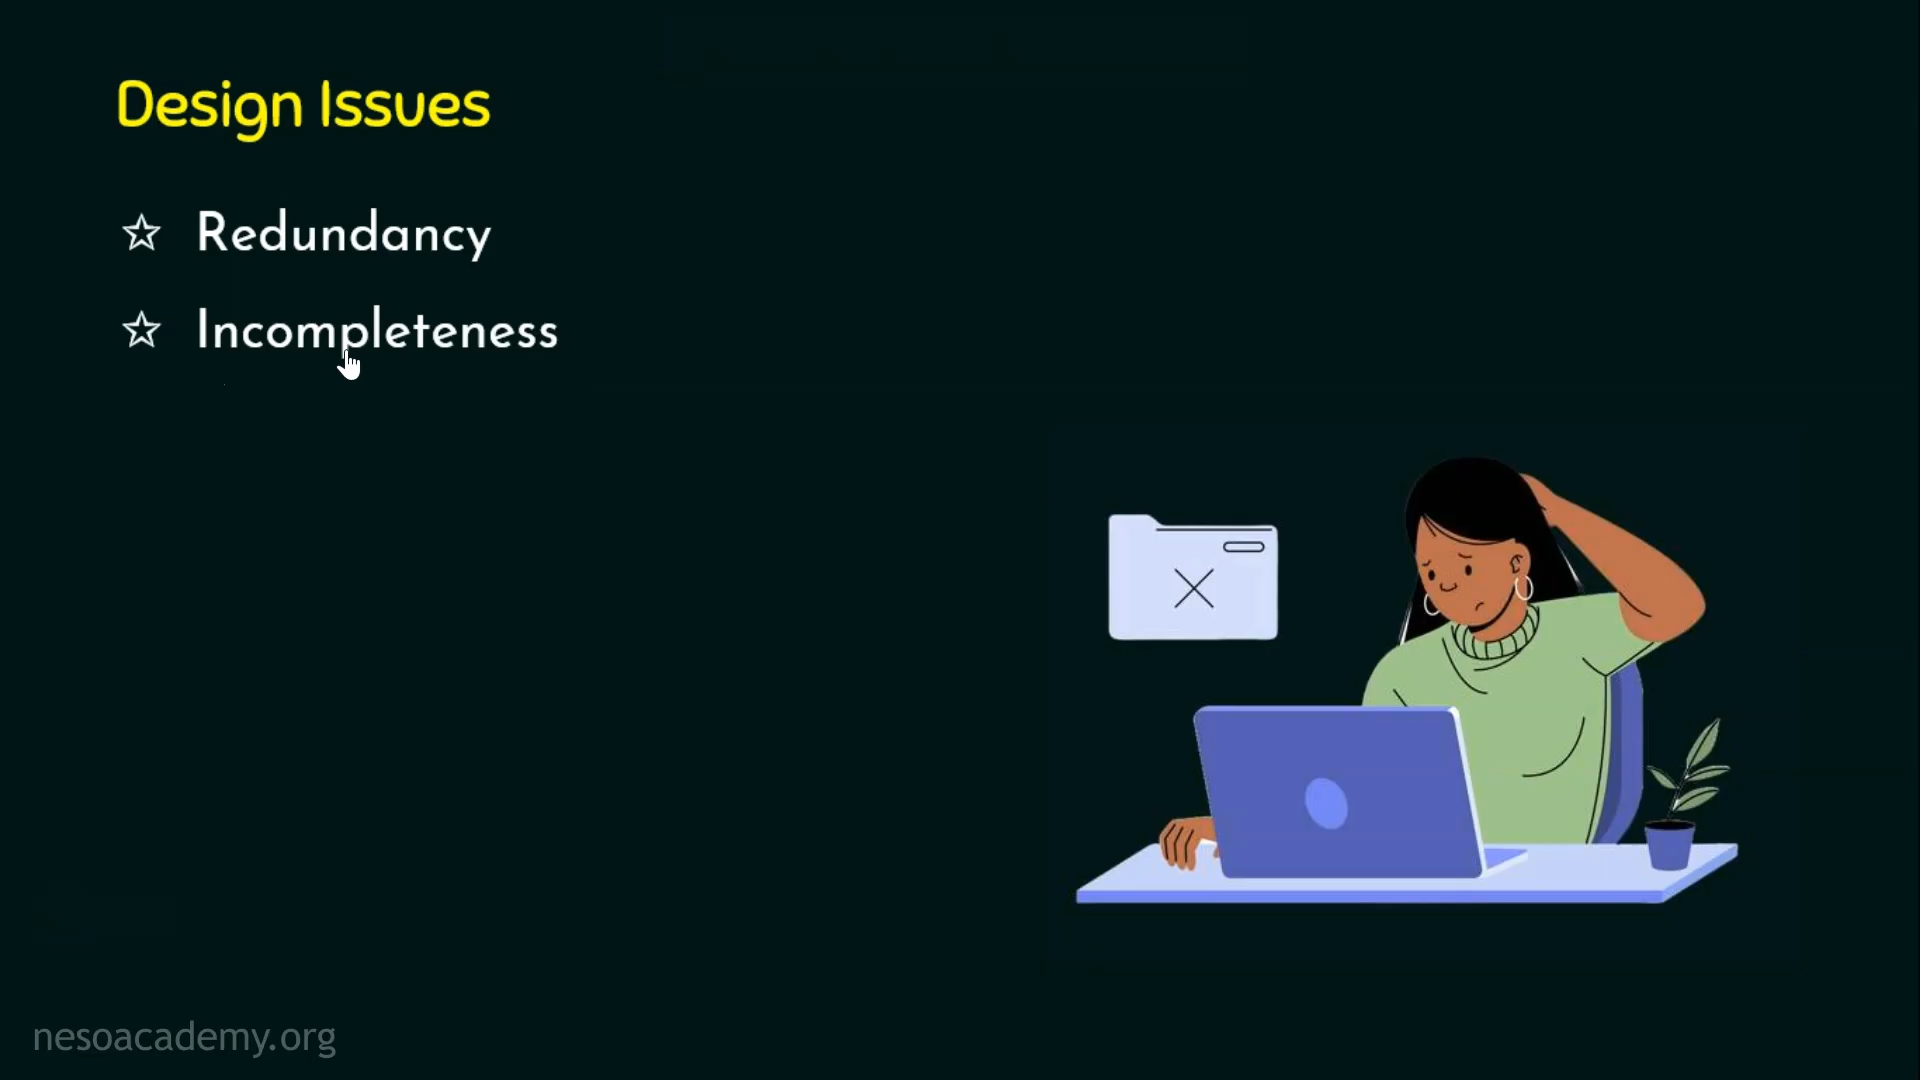 Design Issues
☆ Redundancy
☆ Incompleteness
nesoacademy.org